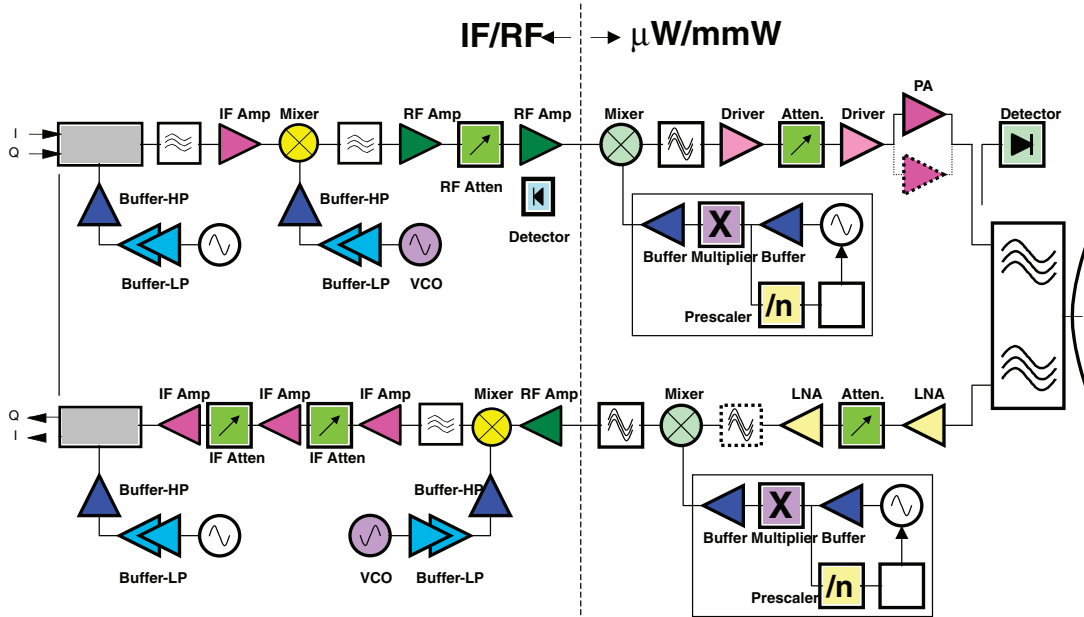 IF/RF
μW/mmW
PA
IF Amp
Mixer
RF Amp
RF Amp
Mixer
Driver
Atten.
Driver
Detector
I
Q
RF Atten
Buffer-HP
Buffer-HP
Detector
Buffer-LP
Buffer-LP
VCO
X
Buffer
Multiplier
Buffer
/n
Prescaler
IF Amp
IF Amp
IF Amp
Mixer
RF Amp
Mixer
LNA
Atten.
LNA
Q
I
IF Atten
IF Atten
Buffer-HP
Buffer-HP
X
Buffer
Multiplier
Buffer
Buffer-LP
VCO
Buffer-LP
/n
Prescaler